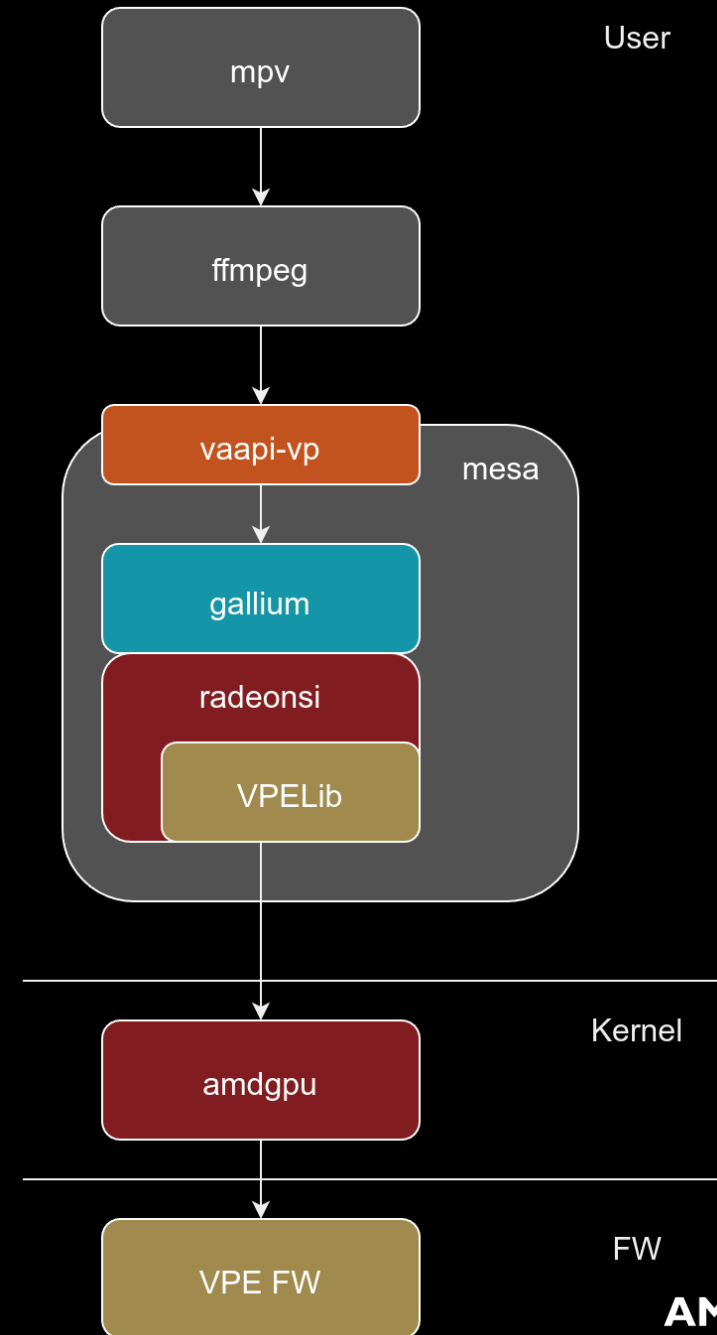 User
mpv
ffmpeg
vaapi-vp
mesa
gallium
radeonsi
VPELib
Kernel
amdgpu
FW
VPE FW